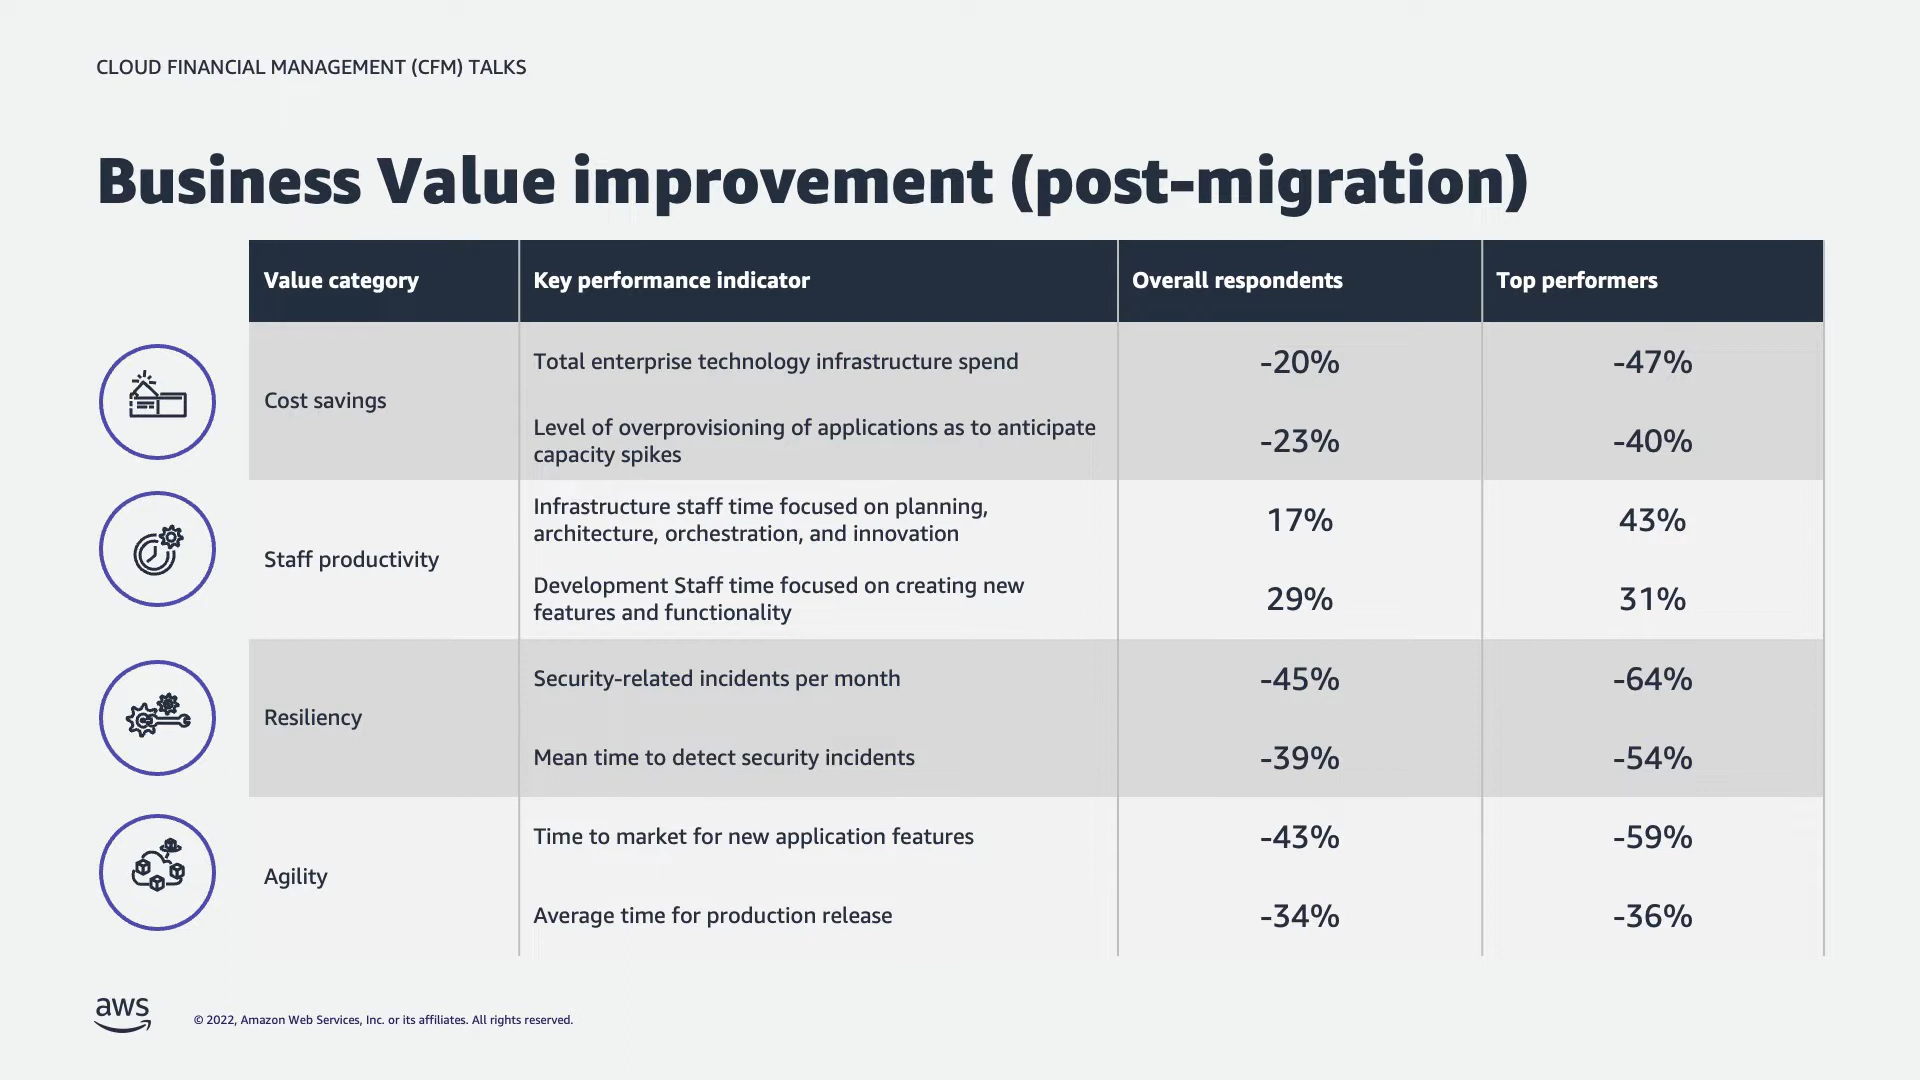 CLOUD FINANCIAL MANAGEMENT (CFM) TALKS
Business Value improvement (post-migration)
Value category
Key performance indicator
Overall respondents
Top performers
Cost savings
Total enterprise technology infrastructure spend
-20%
-47%
Level of overprovisioning of applications as to anticipate
capacity spikes
-23%
-40%
Staff productivity
Infrastructure staff time focused on planning,
architecture, orchestration, and innovation
17%
43%
Development Staff time focused on creating new
features and functionality
29%
31%
Resiliency
Security-related incidents per month
-45%
-64%
Mean time to detect security incidents
-39%
-54%
Agility
Time to market for new application features
-43%
-59%
Average time for production release
-34%
-36%
aws
© 2022, Amazon Web Services, Inc. or its affiliates. All rights reserved.